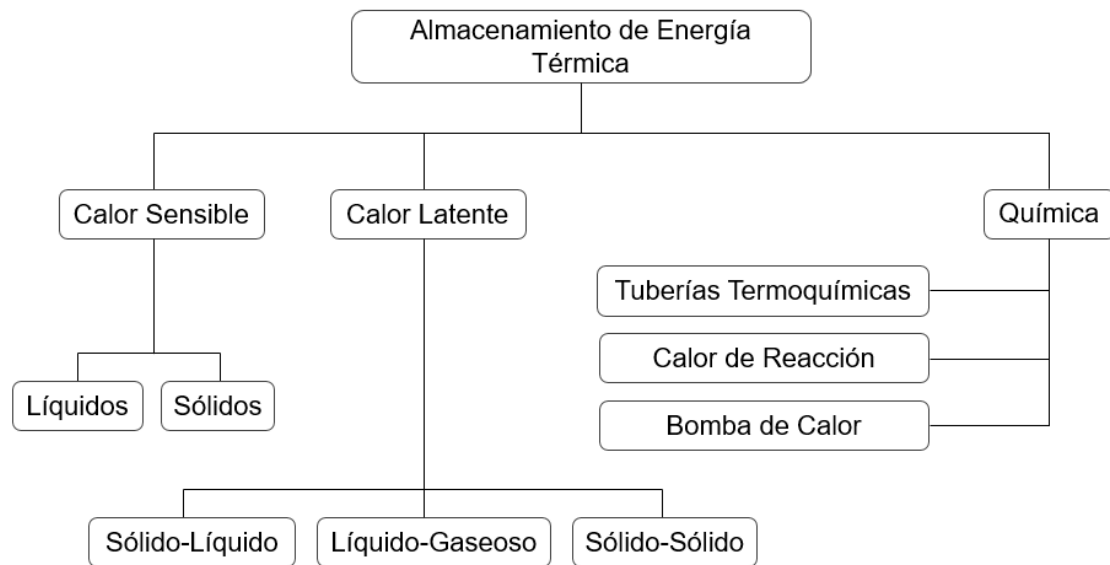 Almacenamiento de Energía
Térmica
Calor Sensible
Calor Latente
Química
Tuberías Termoquímicas
Calor de Reacción
Bomba de Calor
Líquidos
Sólidos
Sólido-Líquido
Líquido-Gaseoso
Sólido-Sólido